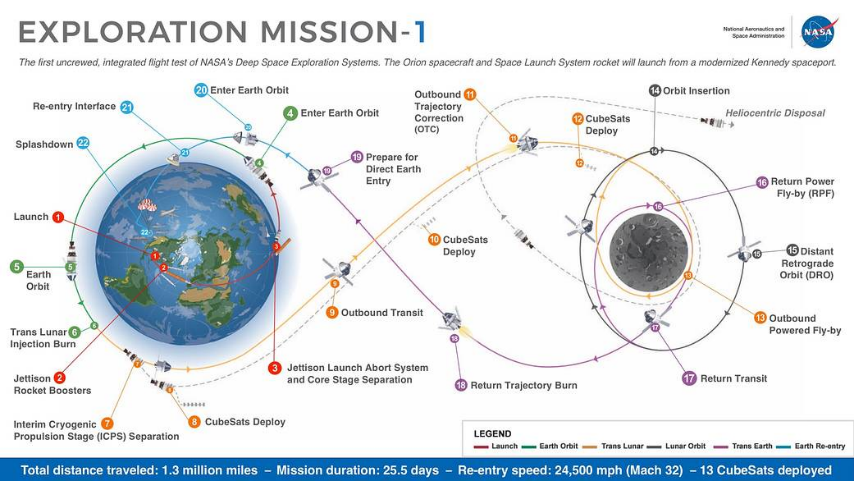 EXPLORATION MISSION-1
National Aeronautics and
Space Administration
NASA
The first uncrewed, integrated flight test of NASA's Deep Space Exploration Systems. The Orion spacecraft and Space Launch System rocket will launch from a modernized Kennedy spaceport.
20 Enter Earth Orbit
Re-entry Interface 21
4 Enter Earth Orbit
Splashdown 22
19 Prepare for
Direct Earth
Entry
Outbound 11
Trajectory
Correction
(OTC)
12 CubeSats
Deploy
14 Orbit Insertion
Heliocentric Disposal
16 Return Power
Fly-by (RPF)
Launch 1
5 Earth
Orbit
10 CubeSats
Deploy
15 Distant
Retrograde
Orbit (DRO)
9 Outbound Transit
13 Outbound
Powered Fly-by
Trans Lunar 6
Injection Burn
Jettison 2
Rocket Boosters
3 Jettison Launch Abort System
and Core Stage Separation
18 Return Trajectory Burn
17 Return Transit
Interim Cryogenic 7
Propulsion Stage (ICPS) Separation
8 CubeSats Deploy
LEGEND
Launch Earth Orbit Trans Lunar Lunar Orbit Trans Earth Earth Re-entry
Total distance traveled: 1.3 million miles – Mission duration: 25.5 days – Re-entry speed: 24,500 mph (Mach 32) – 13 CubeSats deployed